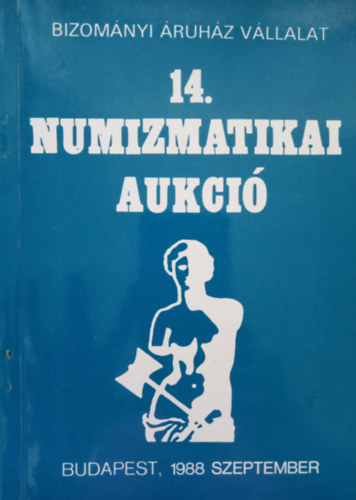 BIZOMÁNYI ÁRUHÁZ VÁLLALAT
14.
NUMIZMATIKAI
AUKCIÓ
BUDAPEST, 1988 SZEPTEMBER